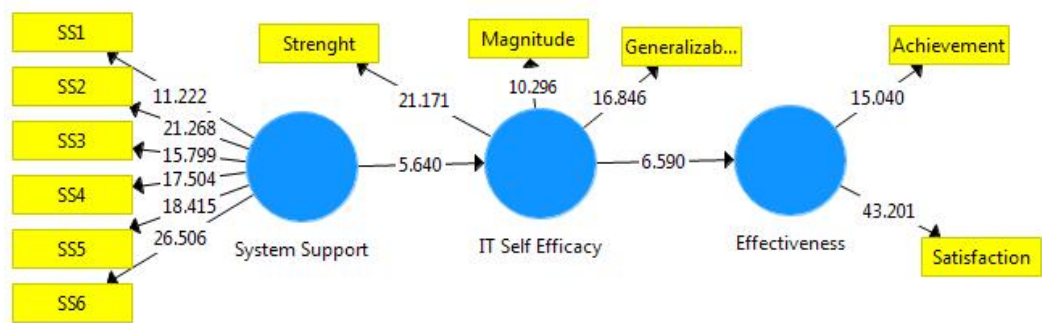 SS1
SS2
SS3
SS4
SS5
SS6
11.222
21.268
15.799
17.504
18.415
26.506
System Support
5.640
Strenght
Magnitude
Generalizab...
21.171
10.296
16.846
IT Self Efficacy
6.590
Effectiveness
Achievement
15.040
43.201
Satisfaction